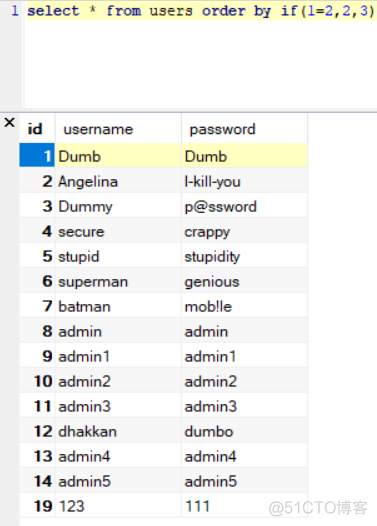 1 select * from users order by if(1=2,2,3)
id username password
1 Dumb Dumb
2 Angelina I-kill-you
3 Dummy p@ssword
4 secure crappy
5 stupid stupidity
6 superman genious
7 batman mob!le
8 admin admin
9 admin1 admin1
10 admin2 admin2
11 admin3 admin3
12 dhakkan dumbo
13 admin4 admin4
14 admin5 admin5
19 123 111
@51CTO博客